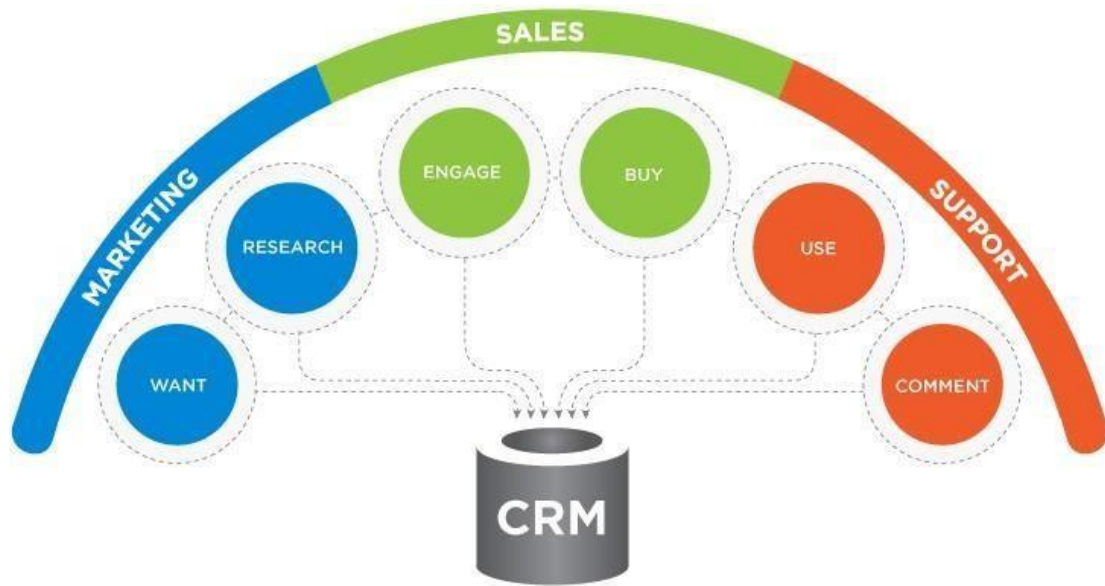 SALES
MARKETING
SUPPORT
ENGAGE
BUY
RESEARCH
USE
WANT
COMMENT
CRM